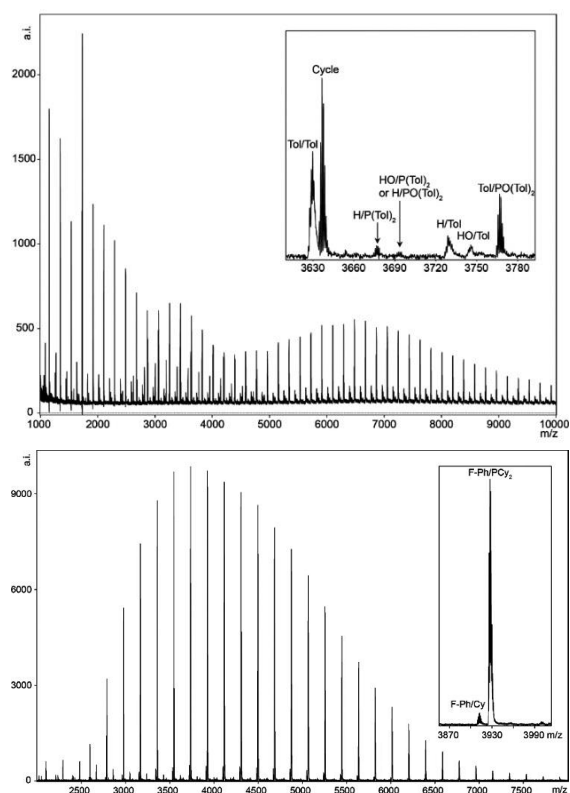 a.i.
2000
1500
1000
500
0
1000 2000 3000 4000 5000 6000 7000 8000 9000 10000
m/z
Cycle
Tol/Tol
HO/P(Tol)₂
or H/PO(Tol)₂
Tol/PO(Tol)₂
H/P(Tol)₂
H/Tol
HO/Tol
3630 3660 3690 3720 3750 3790
m/z
a.i.
9000
6000
3000
0
2500 3000 3500 4000 4500 5000 5500 6000 6500 7000 7500 m/z
F-Ph/PCy₂
F-Ph/Cy
3870 3930 3990 m/z